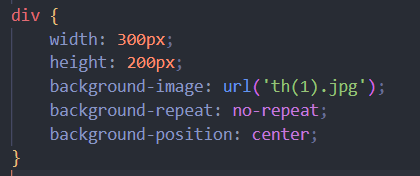 div {
width: 300px;
height: 200px;
background-image: url('th(1).jpg');
background-repeat: no-repeat;
background-position: center;
}